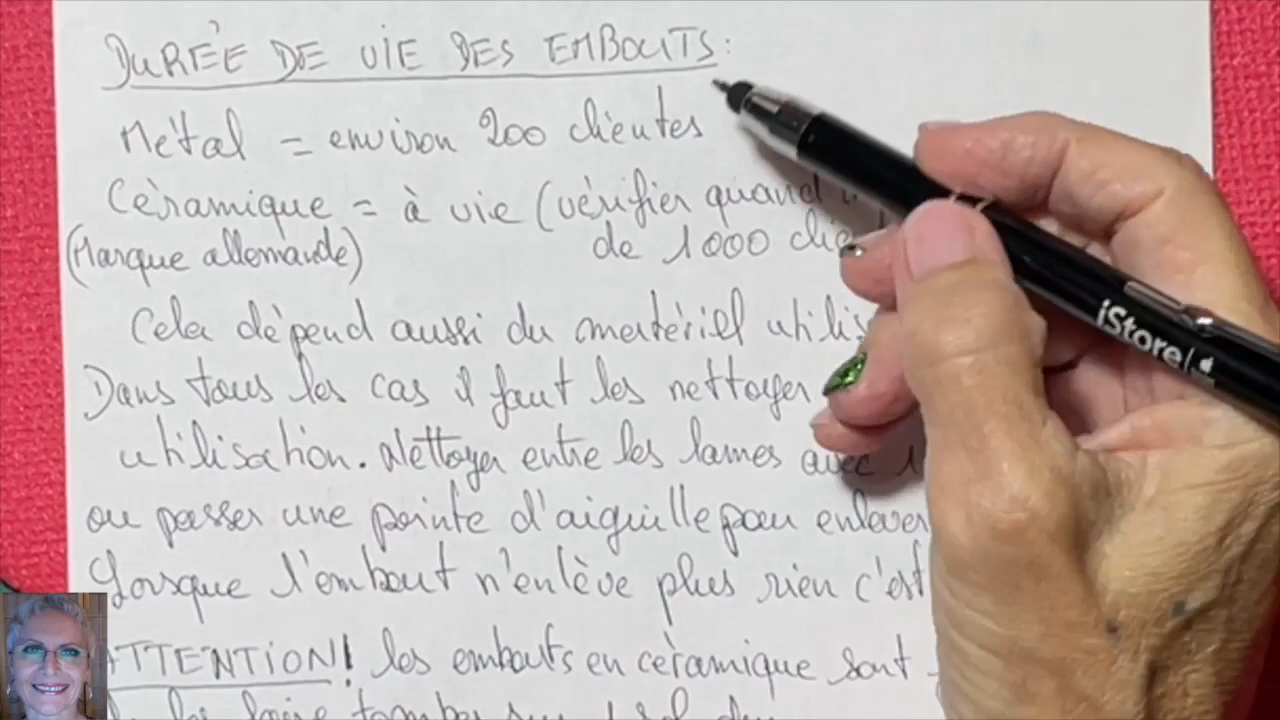 DURÉE DE VIE DES EMBOUTS:
Métal = environ 200 clientes
Céramique = à vie (vérifier quand
(Marque allemande) de 1000
Cela dépend aussi du matériel
Dans tous les cas il faut les nettoyer
utilisation. Nettoyer entre les lames avec 1
ou passer une pointe d'aiguille pour enlever
Lorsque l'embout n'enlève plus rien c'est
ATTENTION! les embouts en céramique sont
iStore